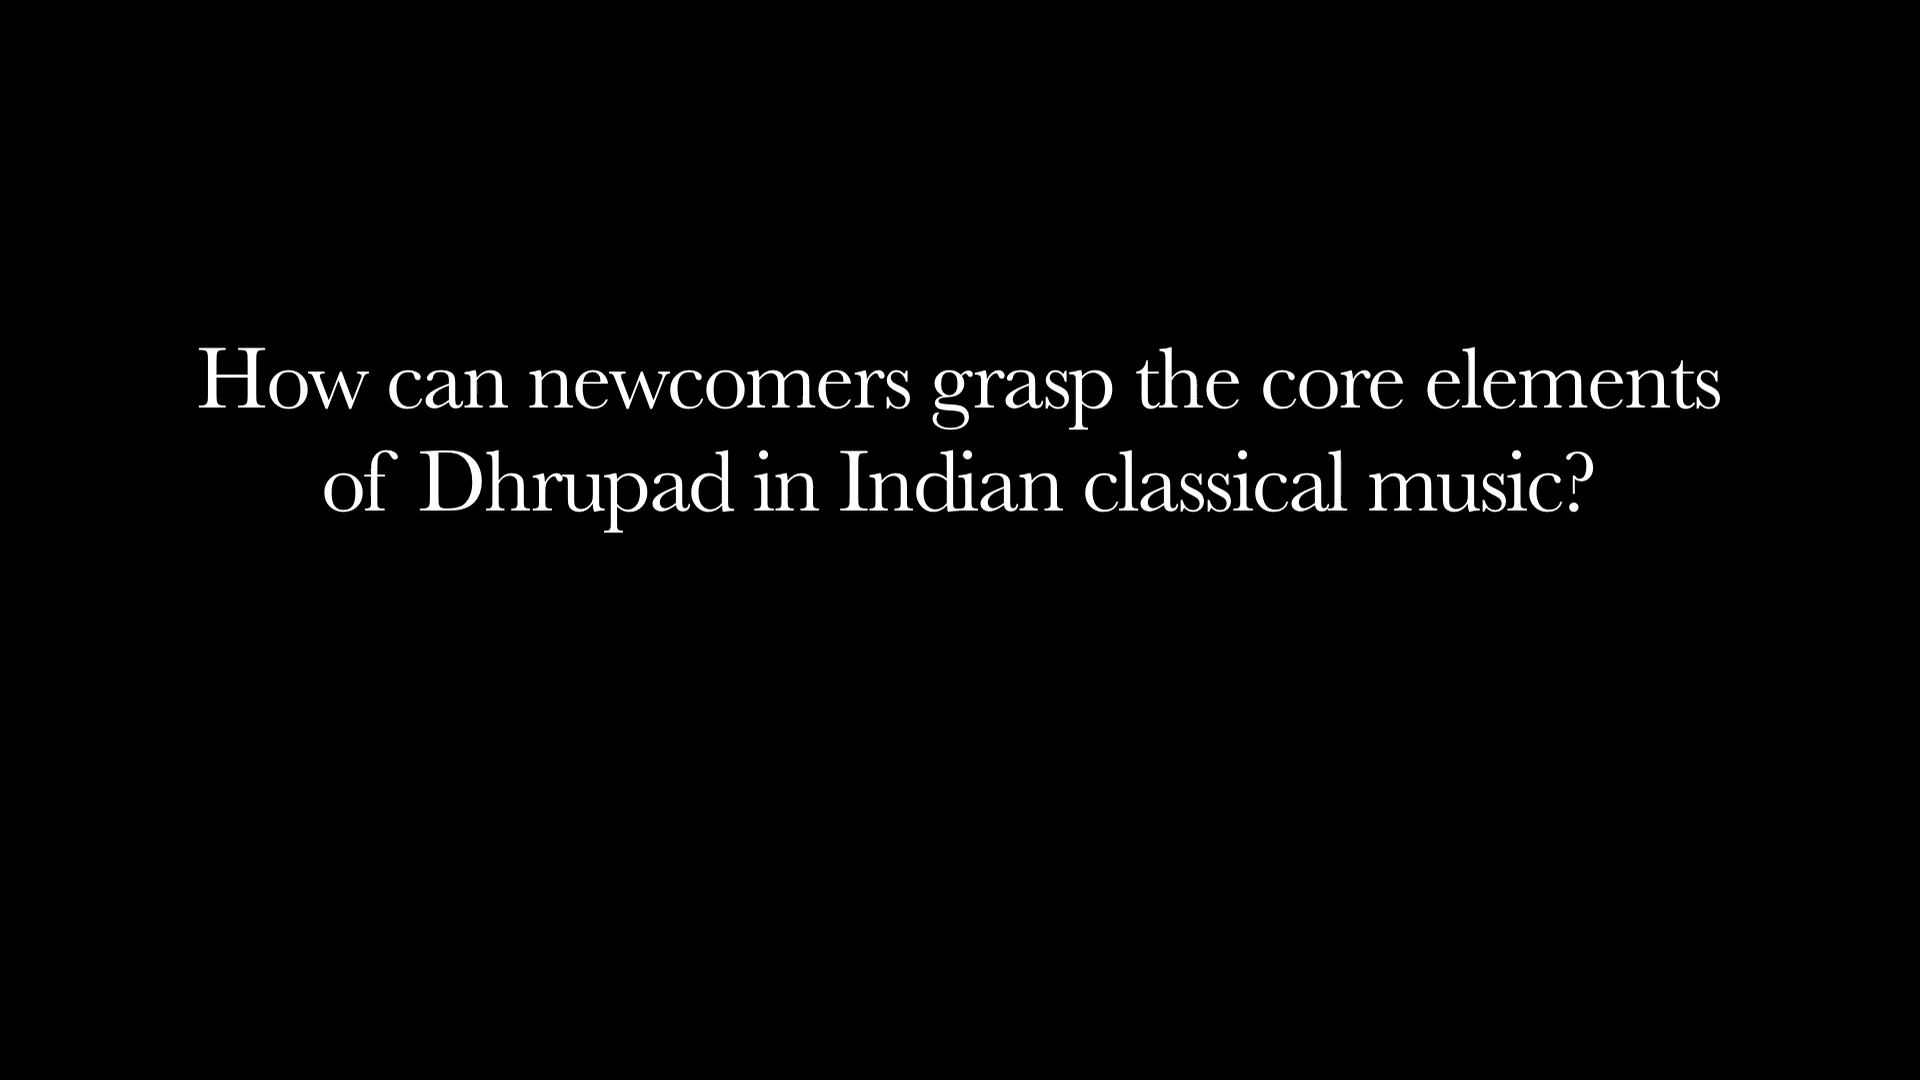 How can newcomers grasp the core elements
of Dhrupad in Indian classical music?